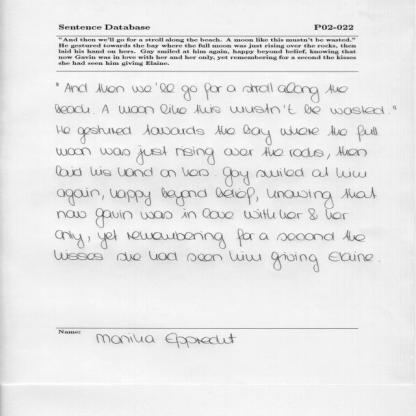 Sentence Database P02-022
"And then we'll go for a stroll along the beach. A moon like this mustn't be wasted."
He gestured towards the bay where the full moon was just rising over the rocks, then
laid his hand on hers. Gay smiled at him again, happy beyond belief, knowing that
now Gavin was in love with her and her only, yet remembering for a second the kisses
she had seen him giving Elaine.
"And then we'll go for a stroll along the
beach. A moon like this mustn't be wasted."
He gestured towards the bay where the full
moon was just rising over the rocks, then
laid his hand on hers. Gay smiled at him
again, happy beyond belief, knowing that
now Gavin was in love with her & her
only, yet remembering for a second the
kisses she had seen him giving Elaine.
Name:
Monika Epprecht